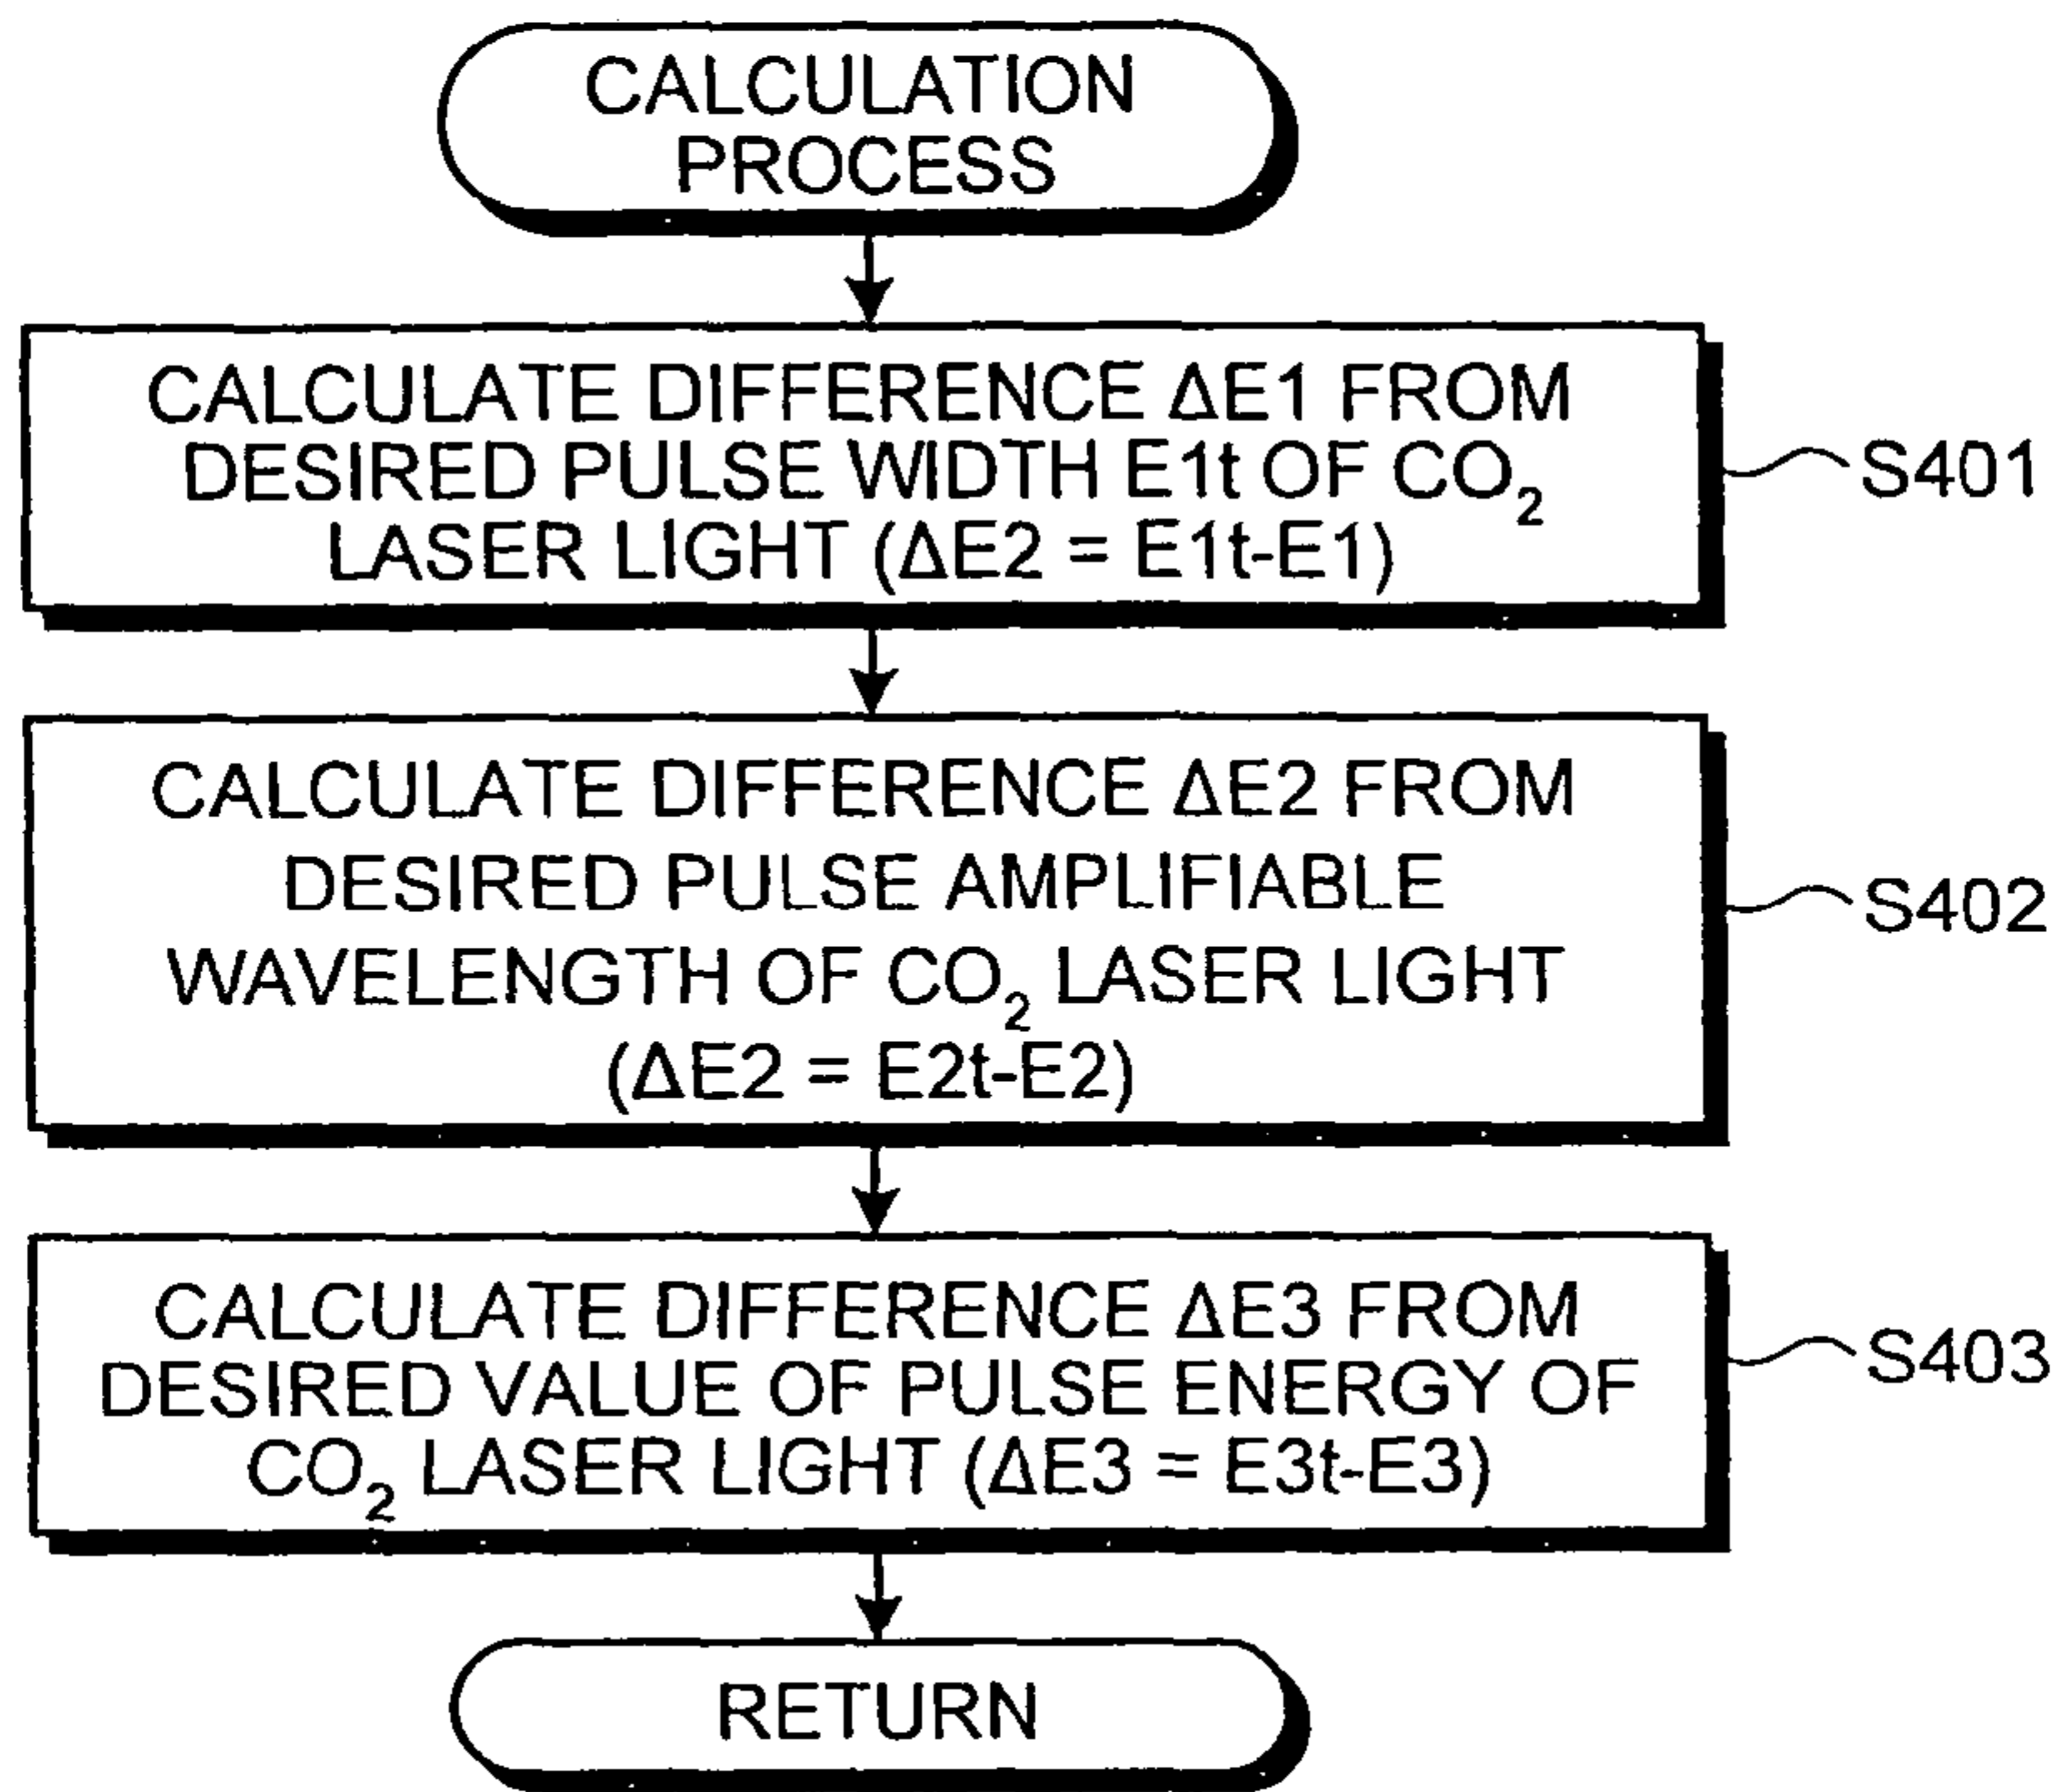 CALCULATION
PROCESS
CALCULATE DIFFERENCE ΔE1 FROM
DESIRED PULSE WIDTH E1t OF CO₂
LASER LIGHT (ΔE2 = E1t-E1)
S401
CALCULATE DIFFERENCE ΔE2 FROM
DESIRED PULSE AMPLIFIABLE
WAVELENGTH OF CO₂ LASER LIGHT
(ΔE2 = E2t-E2)
S402
CALCULATE DIFFERENCE ΔE3 FROM
DESIRED VALUE OF PULSE ENERGY OF
CO₂ LASER LIGHT (ΔE3 = E3t-E3)
S403
RETURN